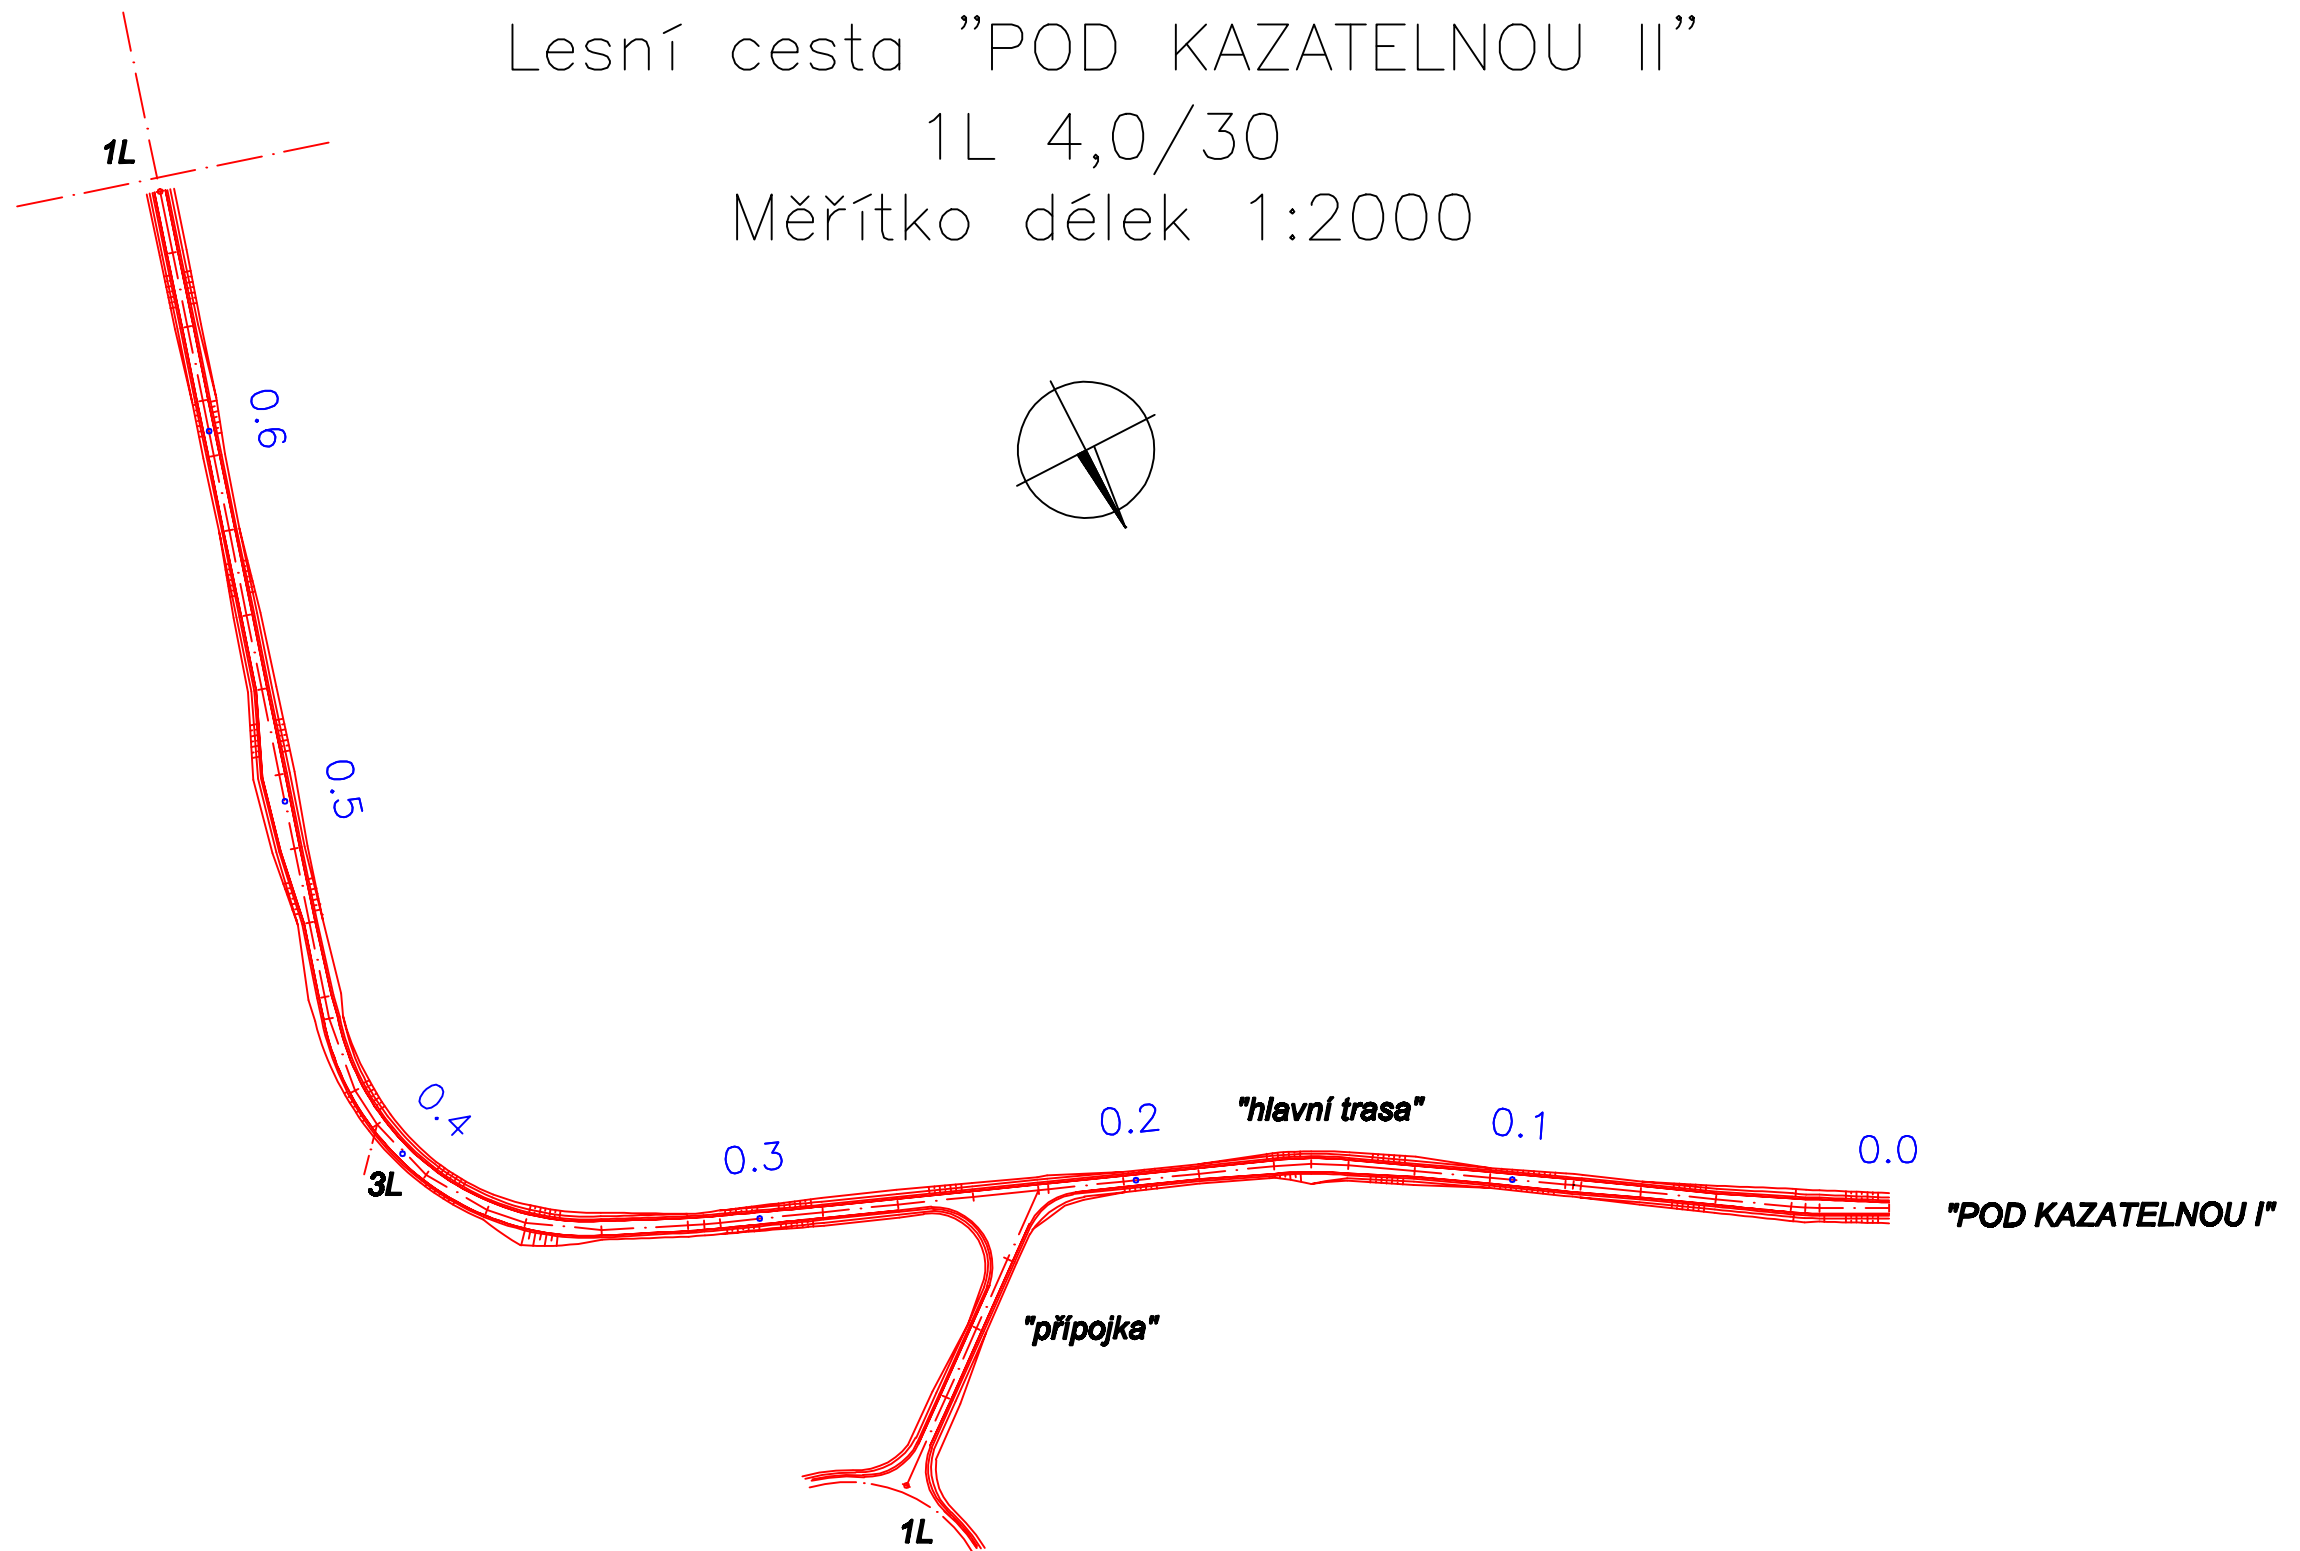 Lesní cesta "POD KAZATELNOU II"
1L 4,0/30
Měřítko délek 1:2000
1L
0.6
0.5
0.4
3L
0.3
0.2
"hlavní trasa"
0.1
0.0
"POD KAZATELNOU I"
"přípojka"
1L